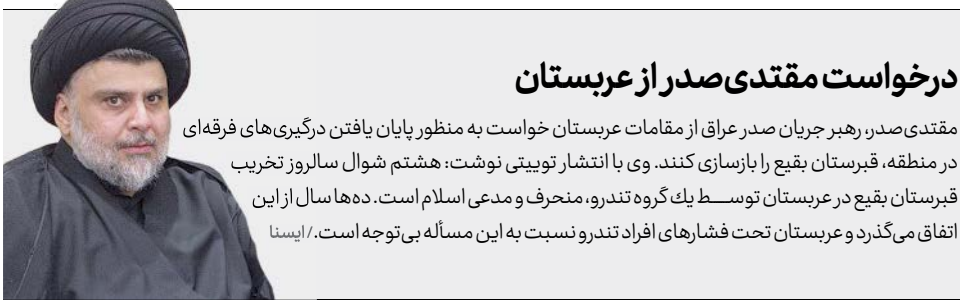 درخواست مقتدی‌صدر از عربستان
مقتدی‌صدر، رهبر جریان صدر عراق از مقامات عربستان خواست به منظور پایان یافتن درگیری‌های فرقه‌ای
در منطقه، قبرستان بقیع را بازسازی کنند. وی با انتشار توییتی نوشت: هشتم شوال سالروز تخریب
قبرستان بقیع در عربستان توســط يك گروه تندرو، منحرف و مدعی اسلام است. ده‌ها سال از این
اتفاق می‌گذرد و عربستان تحت فشارهای افراد تندرو نسبت به این مسأله بی‌توجه است./ ایسنا